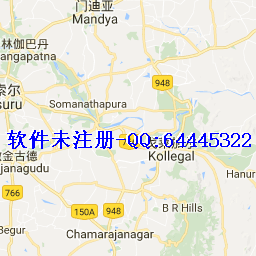 门迪亚
Mandya
林伽巴丹
angapatna
948
索尔
suru
Somanathapura
软件未注册 QQ:64445322
Kollegal
金古德
janagudu
Hanur
766
150A
948
B R Hills
Begur
Chamarajanagar